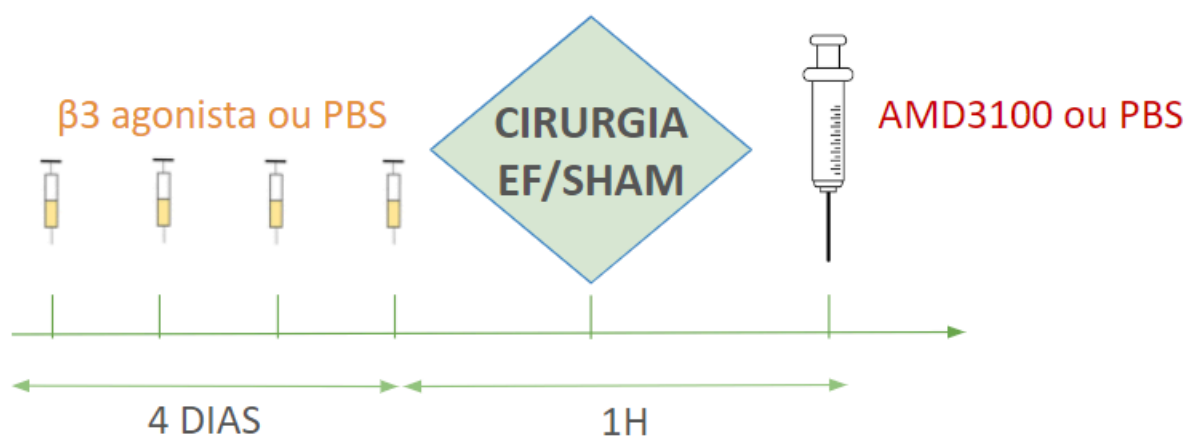 β3 agonista ou PBS
CIRURGIA
EF/SHAM
AMD3100 ou PBS
4 DIAS
1H